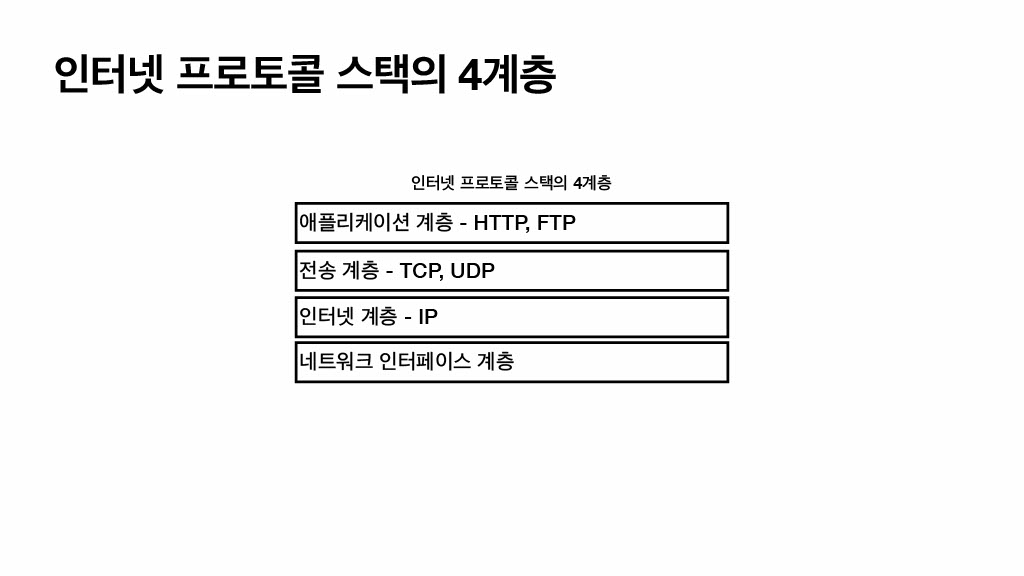 인터넷 프로토콜 스택의 4계층
인터넷 프로토콜 스택의 4계층
애플리케이션 계층 - HTTP, FTP
전송 계층 - TCP, UDP
인터넷 계층 - IP
네트워크 인터페이스 계층